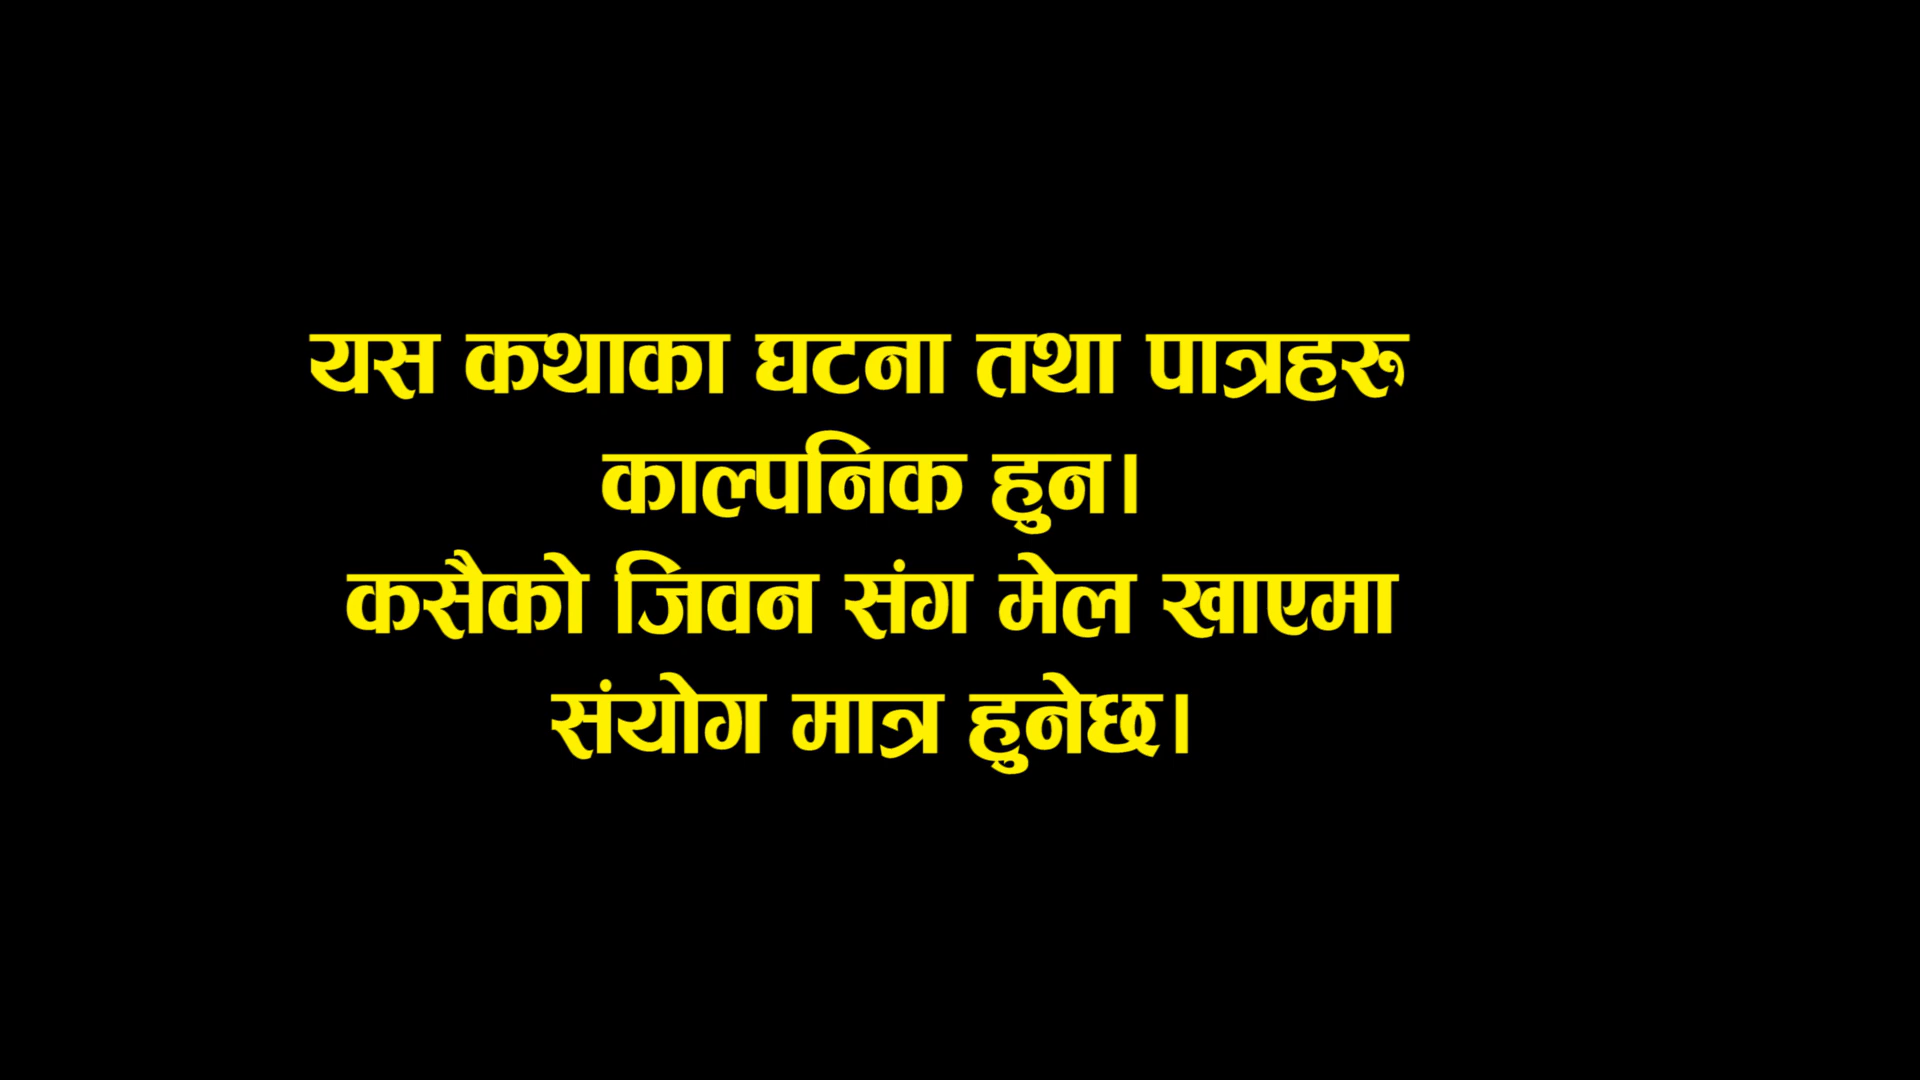 यस कथाका घटना तथा पात्रहरु
काल्पनिक हुन।
कसैको जिवन संग मेल खाएमा
संयोग मात्र हुनेछ।